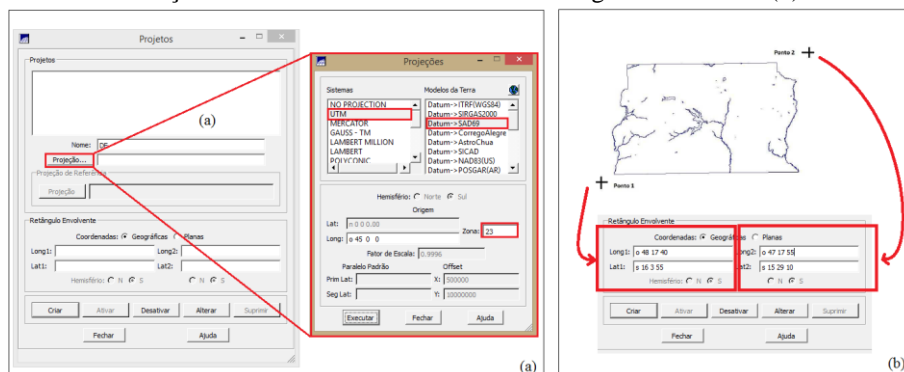 Projetos
Projetos
(a)
Nome: DF
Projeção...
Projeção de Referência
Projeção
Retângulo Envolvente
Coordenadas: Geográficas Planas
Long1: Long2:
Lat1: Lat2:
Hemisfério: N S N S
Criar Ativar Desativar Alterar Suprimir
Fechar Ajuda
Projeções
Sistemas Modelos da Terra
NO PROJECTION Datum->ITRF(WGS84)
UTM Datum->SIRGAS2000
MERCATOR Datum->SAD69
GAUSS - TM Datum->CorregoAlegre
LAMBERT MILLION Datum->AstroChua
LAMBERT Datum->SICAD
POLYCONIC Datum->NAD83(US)
Datum->POSGAR(AR)
Hemisfério: Norte Sul
Origem
Lat: n 0 0 0.00
Zona: 23
Long: o 45 0 0
Fator de Escala: 0.9996
Paralelo Padrão Offset
Prim Lat: X: 500000
Seg Lat: Y: 10000000
Executar Fechar Ajuda
(a)
Ponto 2
Ponto 1
Retângulo Envolvente
Coordenadas: Geográficas Planas
Long1: o 48 17 40 Long2: o 47 17 55
Lat1: s 16 3 55 Lat2: s 15 29 10
Hemisfério: N S N S
Criar Ativar Desativar Alterar Suprimir
Fechar Ajuda
(b)